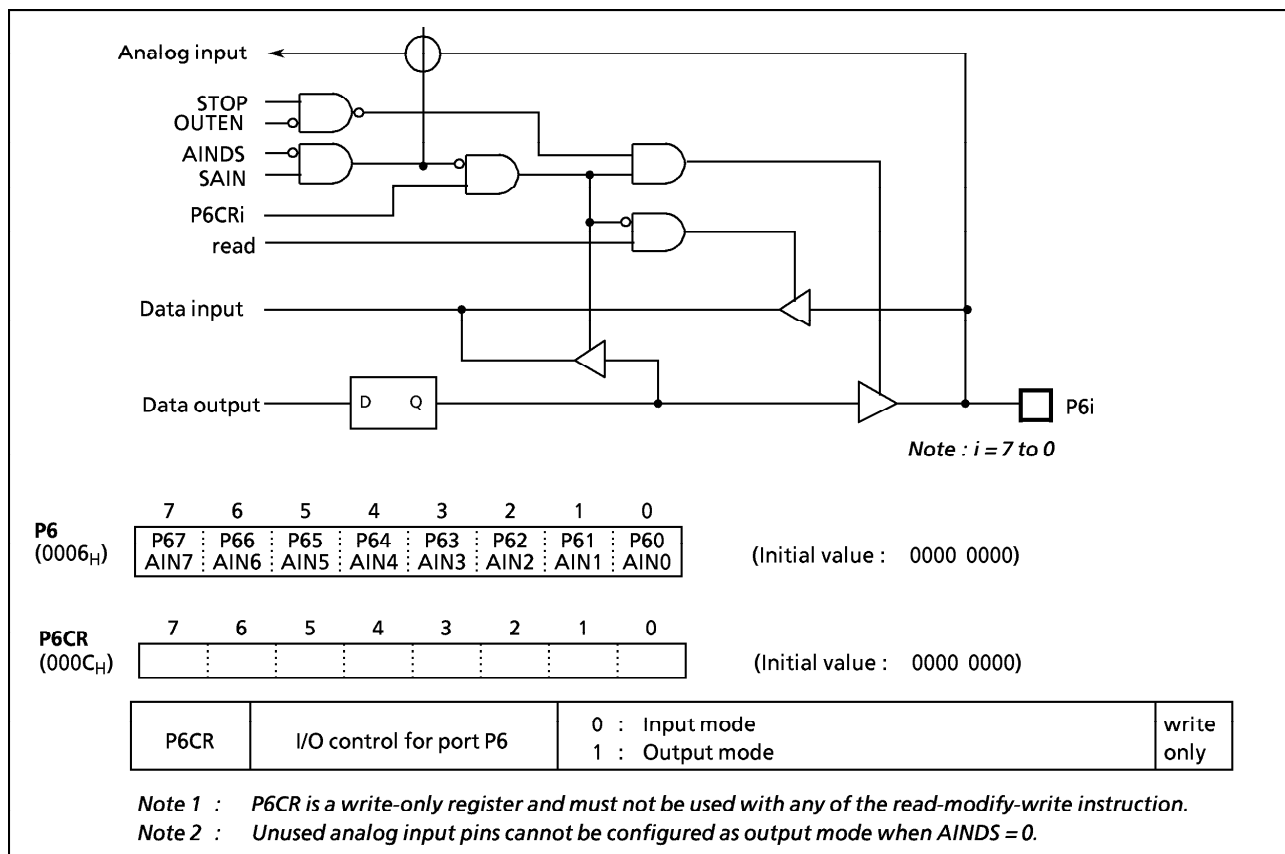 Analog input
STOP
OUTEN
AINDS
SAIN
P6CRi
read
Data input
Data output
D Q
P6i
Note : i = 7 to 0
7 6 5 4 3 2 1 0
P6
(0006H)
P67 P66 P65 P64 P63 P62 P61 P60
AIN7 AIN6 AIN5 AIN4 AIN3 AIN2 AIN1 AIN0
(Initial value : 0000 0000)
7 6 5 4 3 2 1 0
P6CR
(000CH)
(Initial value : 0000 0000)
P6CR I/O control for port P6
0 : Input mode
1 : Output mode
write
only
Note 1 : P6CR is a write-only register and must not be used with any of the read-modify-write instruction.
Note 2 : Unused analog input pins cannot be configured as output mode when AINDS = 0.